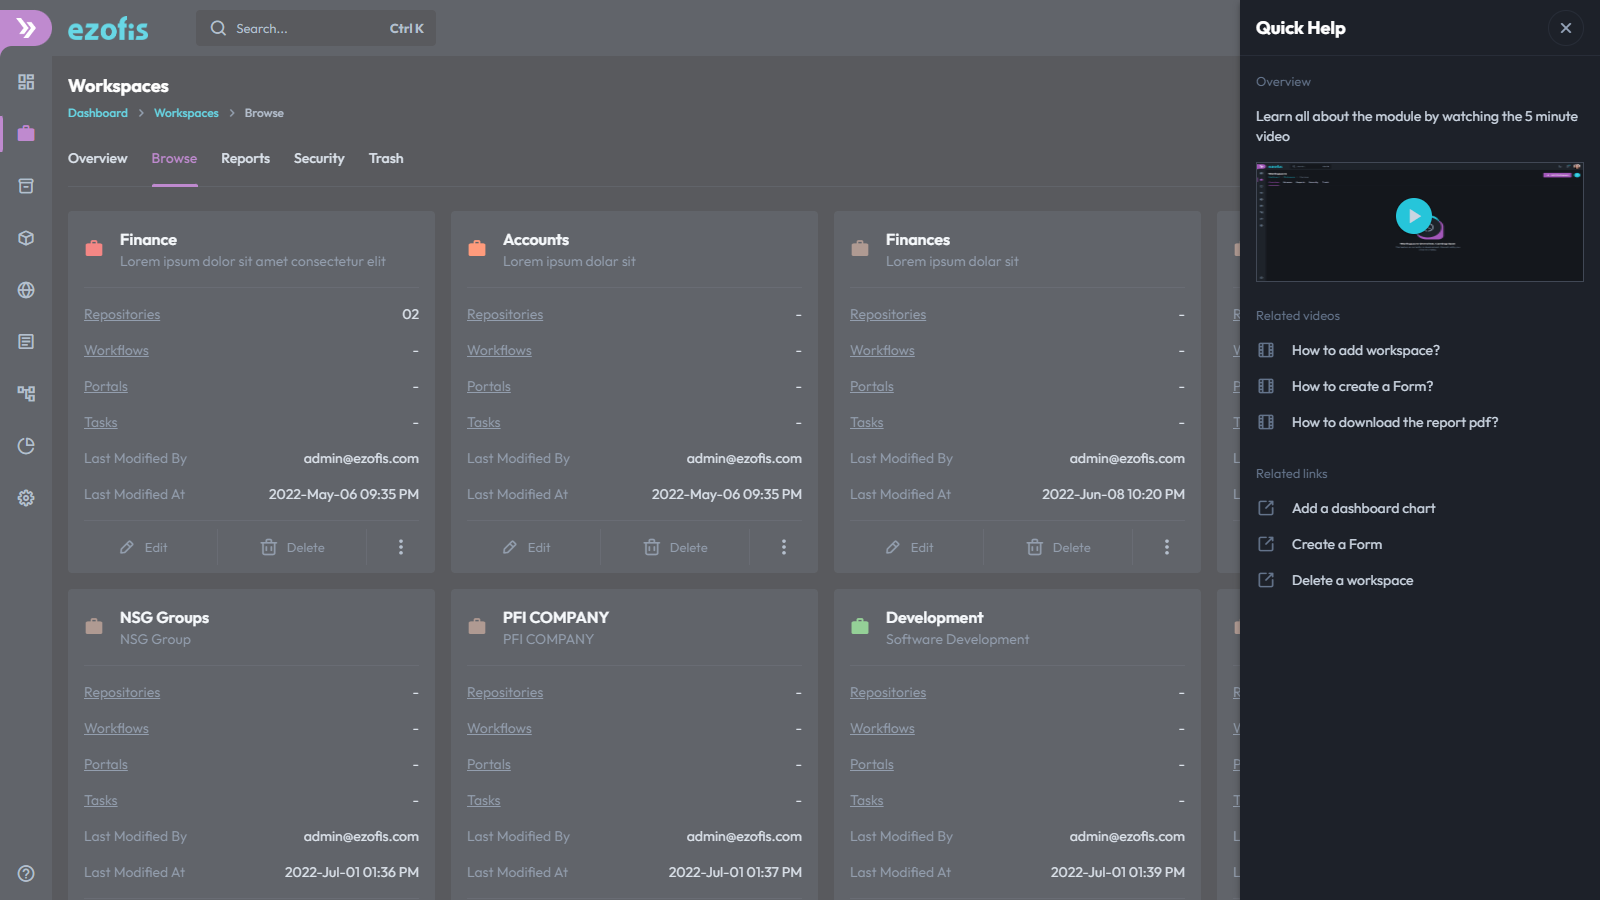 ezofis
Search...
Ctrl K
Workspaces
Dashboard
Workspaces
Browse
Overview
Browse
Reports
Security
Trash
Finance
Lorem ipsum dolor sit amet consectetur elit
Repositories
02
Workflows
-
Portals
-
Tasks
-
Last Modified By
admin@ezofis.com
Last Modified At
2022-May-06 09:35 PM
Edit
Delete
Accounts
Lorem ipsum dolar sit
Repositories
-
Workflows
-
Portals
-
Tasks
-
Last Modified By
admin@ezofis.com
Last Modified At
2022-May-06 09:35 PM
Edit
Delete
Finances
Lorem ipsum dolar sit
Repositories
-
Workflows
-
Portals
-
Tasks
-
Last Modified By
admin@ezofis.com
Last Modified At
2022-Jun-08 10:20 PM
Edit
Delete
NSG Groups
NSG Group
Repositories
-
Workflows
-
Portals
-
Tasks
-
Last Modified By
admin@ezofis.com
Last Modified At
2022-Jul-01 01:36 PM
PFI COMPANY
PFI COMPANY
Repositories
-
Workflows
-
Portals
-
Tasks
-
Last Modified By
admin@ezofis.com
Last Modified At
2022-Jul-01 01:37 PM
Development
Software Development
Repositories
-
Workflows
-
Portals
-
Tasks
-
Last Modified By
admin@ezofis.com
Last Modified At
2022-Jul-01 01:39 PM
Quick Help
Overview
Learn all about the module by watching the 5 minute
video
Related videos
How to add workspace?
How to create a Form?
How to download the report pdf?
Related links
Add a dashboard chart
Create a Form
Delete a workspace